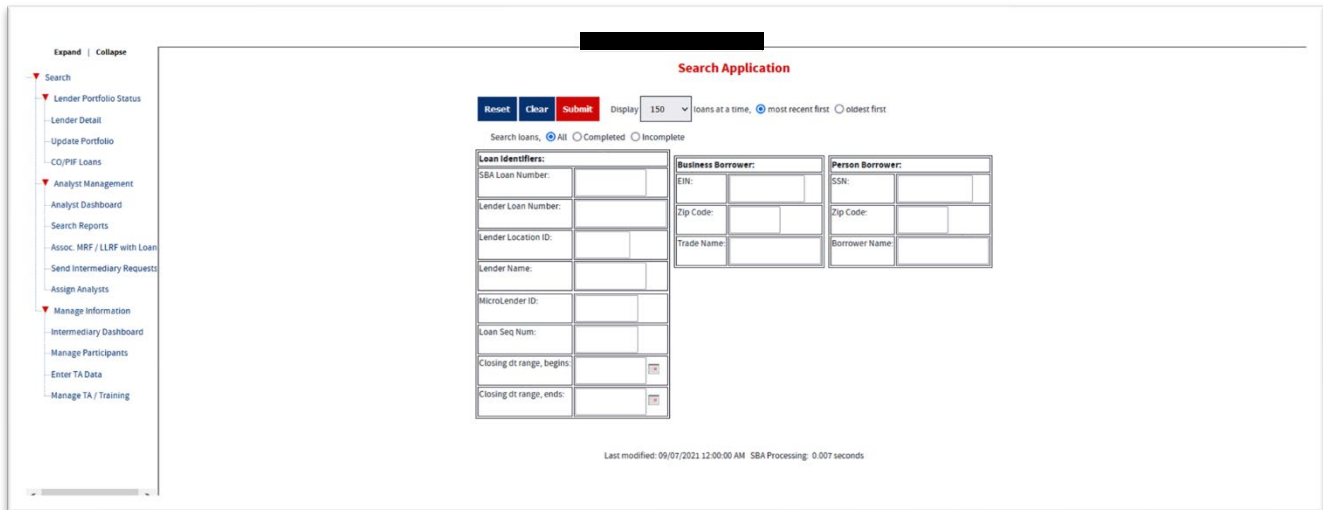 Expand | Collapse
Search
Lender Portfolio Status
Lender Detail
Update Portfolio
CO/PIF Loans
Analyst Management
Analyst Dashboard
Search Reports
Assoc. MRF / LLRF with Loan
Send Intermediary Requests
Assign Analysts
Manage Information
Intermediary Dashboard
Manage Participants
Enter TA Data
Manage TA / Training
Search Application
Reset Clear Submit Display 150 loans at a time, most recent first oldest first
Search loans, All Completed Incomplete
Loan Identifiers:
SBA Loan Number:
Lender Loan Number:
Lender Location ID:
Lender Name:
MicroLender ID:
Loan Seq Num:
Closing dt range, begins:
Closing dt range, ends:
Business Borrower:
EIN:
Zip Code:
Trade Name:
Person Borrower:
SSN:
Zip Code:
Borrower Name:
Last modified: 09/07/2021 12:00:00 AM SBA Processing: 0.007 seconds